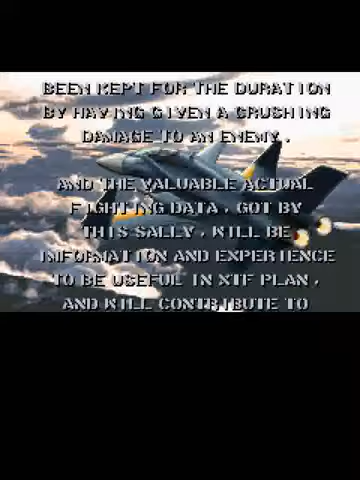 BEEN KEPT FOR THE DURATION
BY HAVING GIVEN A CRUSHING
DAMAGE TO AN ENEMY .
AND THE VALUABLE ACTUAL
FIGHTING DATA , GOT BY
THIS SALLY , WILL BE
INFORMATION AND EXPERIENCE
TO BE USEFUL IN XTF PLAN ,
AND WILL CONTRIBUTE TO